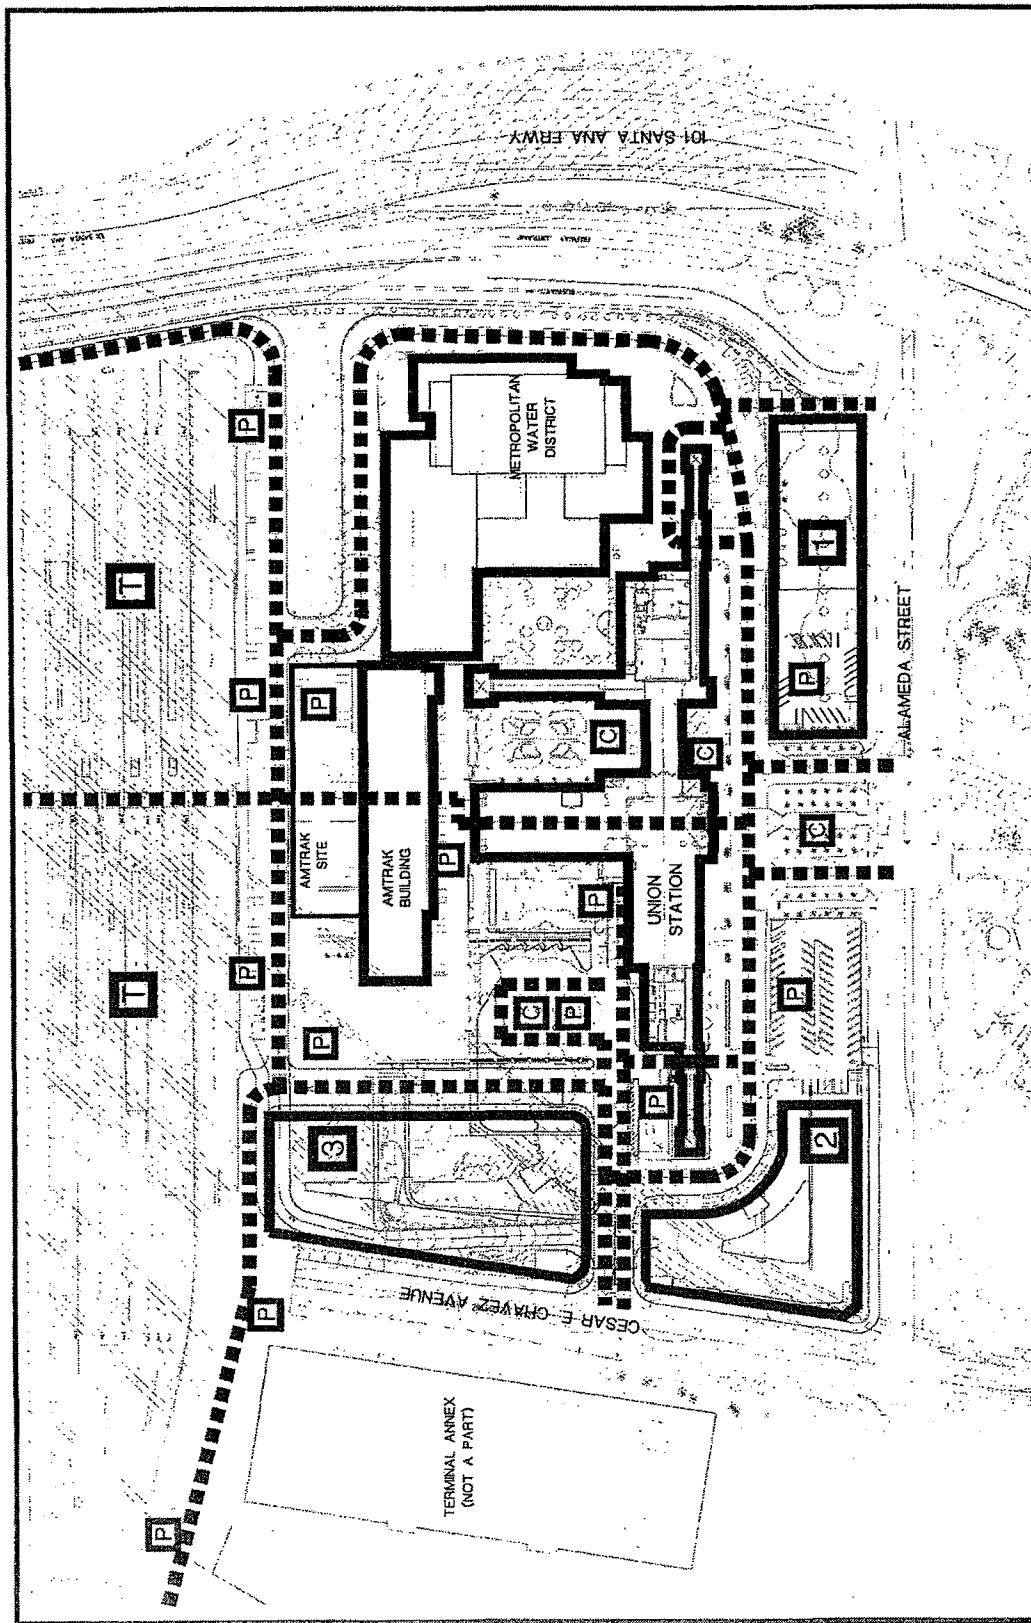 101 SANTA ANA FRWY
METROPOLITAN
WATER
DISTRICT
T
T
P
P
P
P
P
P
P
P
P
P
P
P
P
C
C
C
C
1
2
3
AMTRAK
SITE
AMTRAK
BUILDING
UNION
STATION
ALAMEDA STREET
CESAR E. CHAVEZ AVENUE
TERMINAL ANNEX
(NOT A PART)